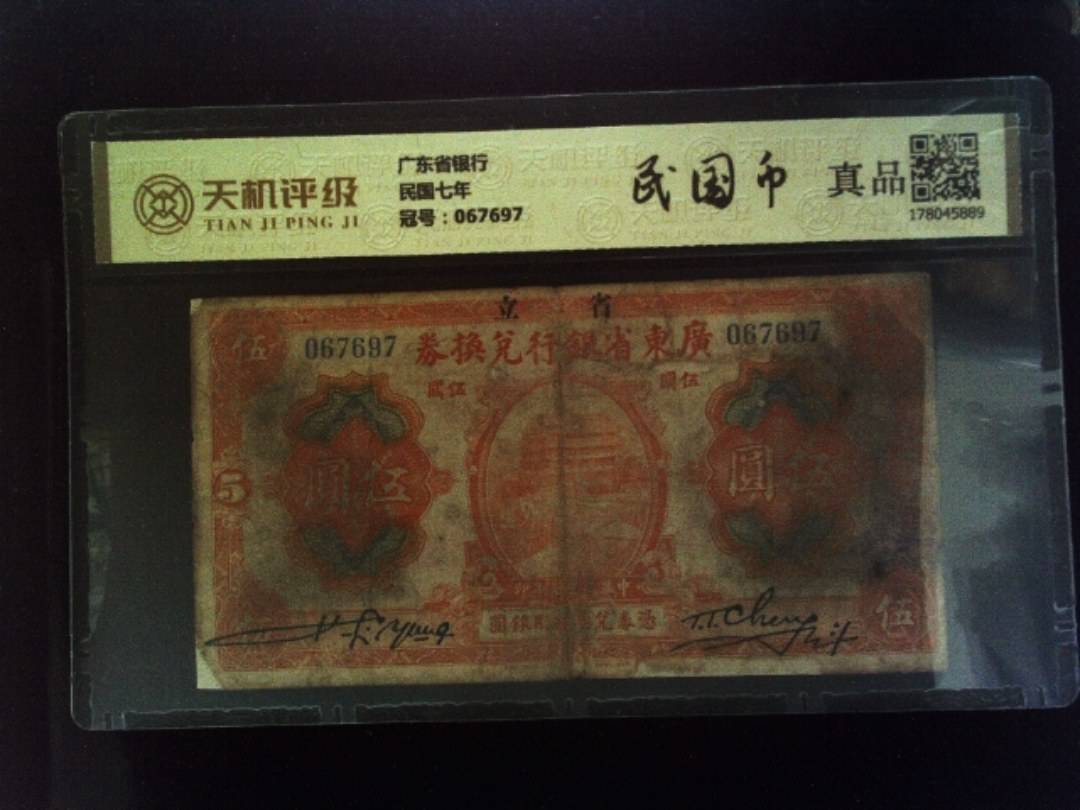 天机评级
TIAN JI PING JI
广东省银行
民国七年
冠号：067697
民国币
真品
178045889
立 省
伍
067697
券換兌行銀省東廣
067697
圓伍
圓伍
5
圓伍
圓伍
T.T. Cheng
伍